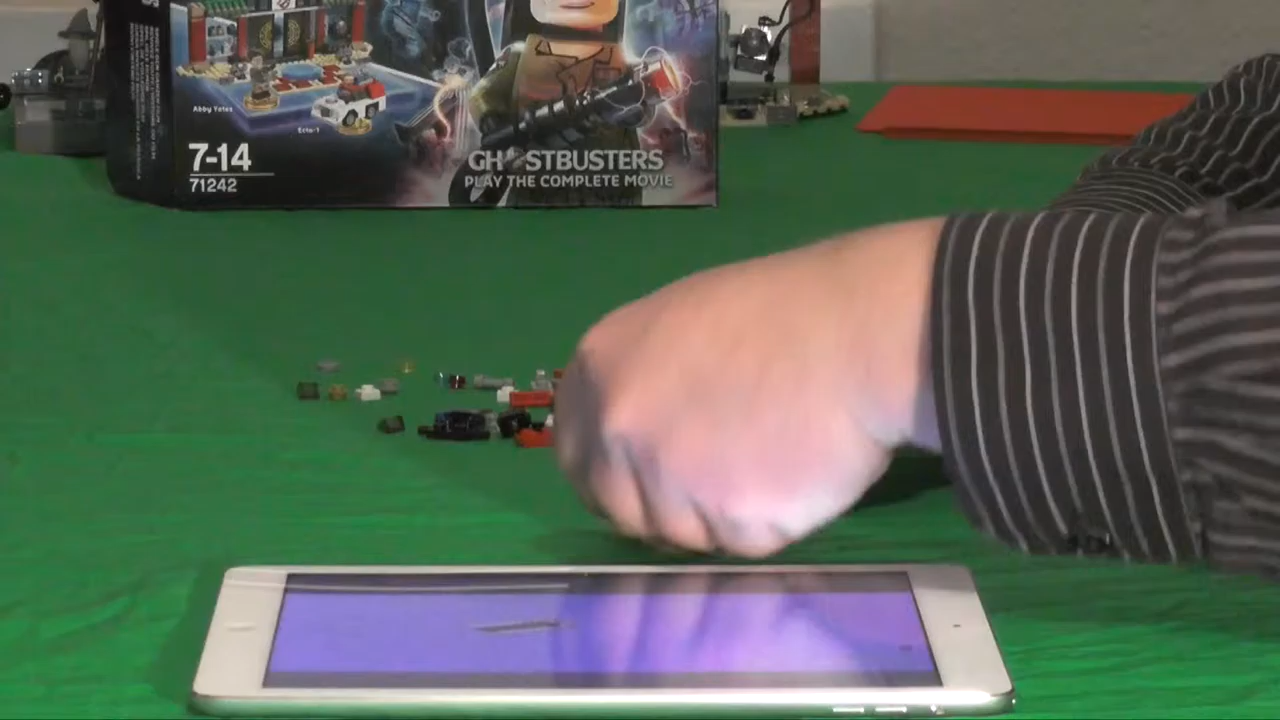 Abby Yates
Ecto-1
7-14
71242
GHOSTBUSTERS
PLAY THE COMPLETE MOVIE